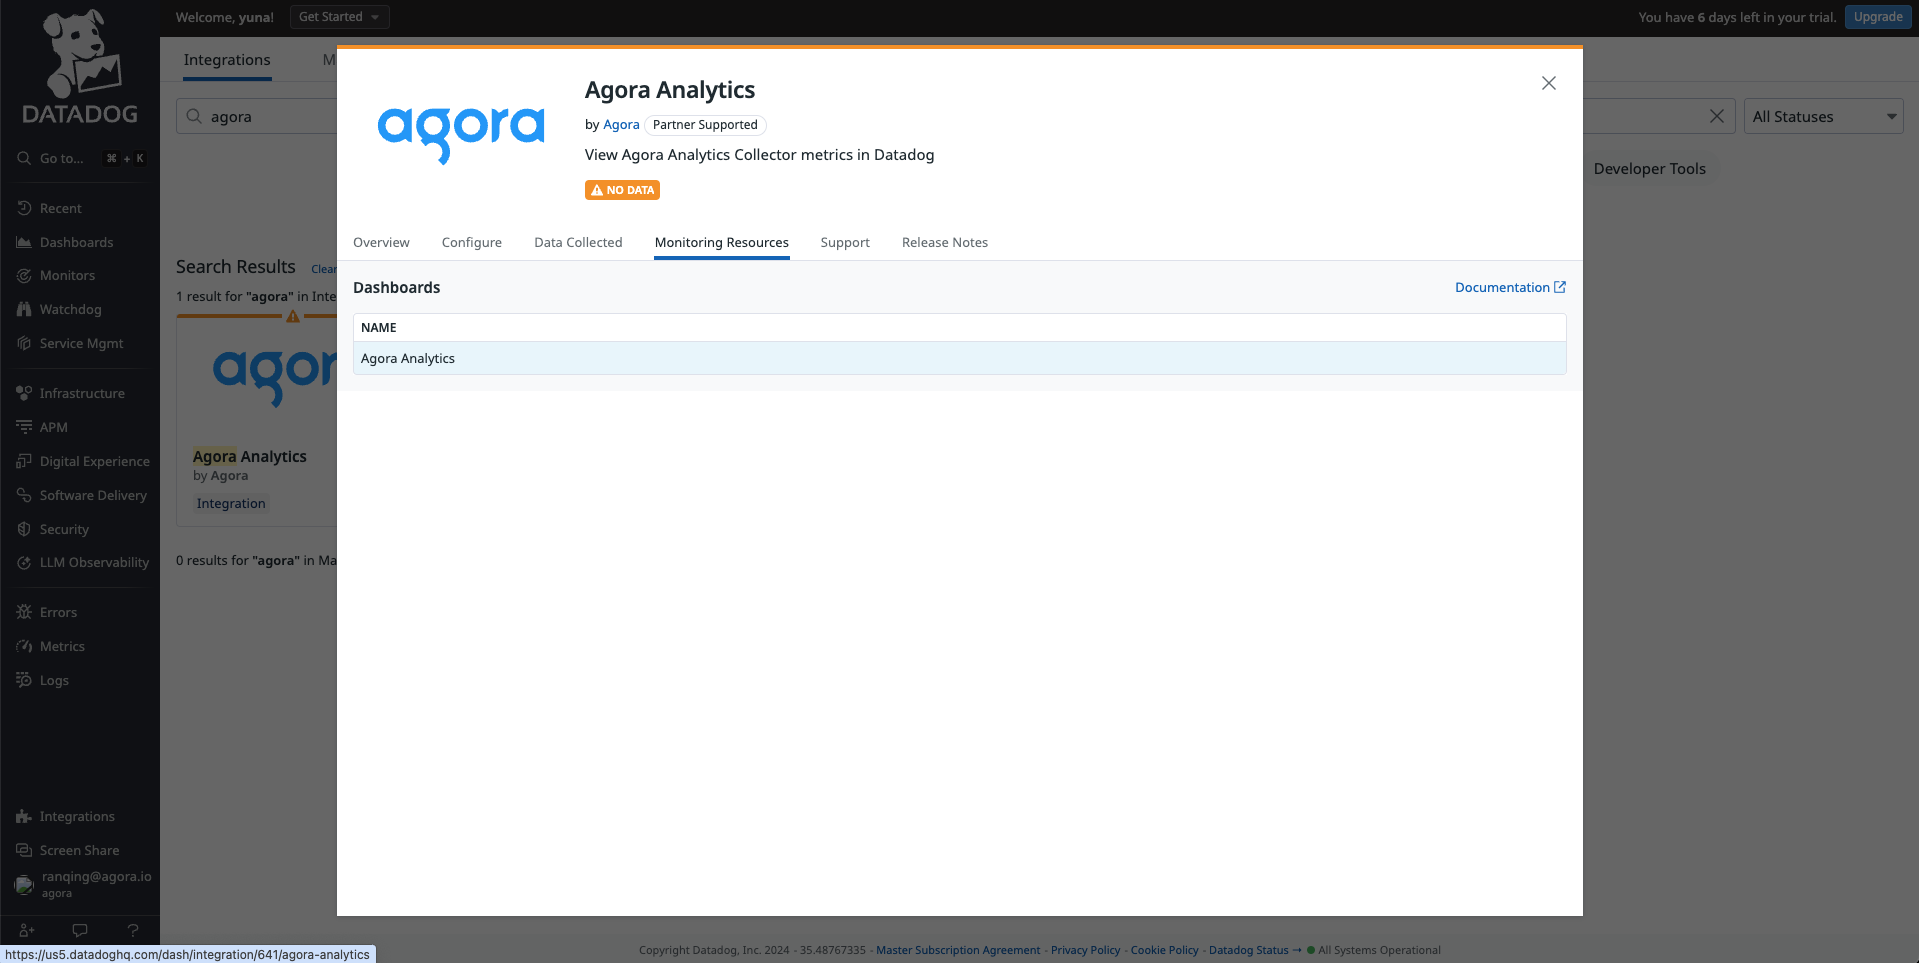 DATADOG
Welcome, yuna!
Get Started
You have 6 days left in your trial.
Upgrade
Integrations
M
agora
All Statuses
Developer Tools
Go to...
⌘ + K
Recent
Dashboards
Monitors
Watchdog
Service Mgmt
Infrastructure
APM
Digital Experience
Software Delivery
Security
LLM Observability
Errors
Metrics
Logs
Integrations
Screen Share
ranqing@agora.io
agora
Search Results Clear
1 result for "agora" in Inte
agor
Agora Analytics
by Agora
Integration
0 results for "agora" in Ma
agora
Agora Analytics
by Agora Partner Supported
View Agora Analytics Collector metrics in Datadog
NO DATA
Overview Configure Data Collected Monitoring Resources Support Release Notes
Dashboards
Documentation
NAME
Agora Analytics
Copyright Datadog, Inc. 2024 - 35.48767335 - Master Subscription Agreement - Privacy Policy - Cookie Policy - Datadog Status → All Systems Operational
https://us5.datadoghq.com/dash/integration/641/agora-analytics